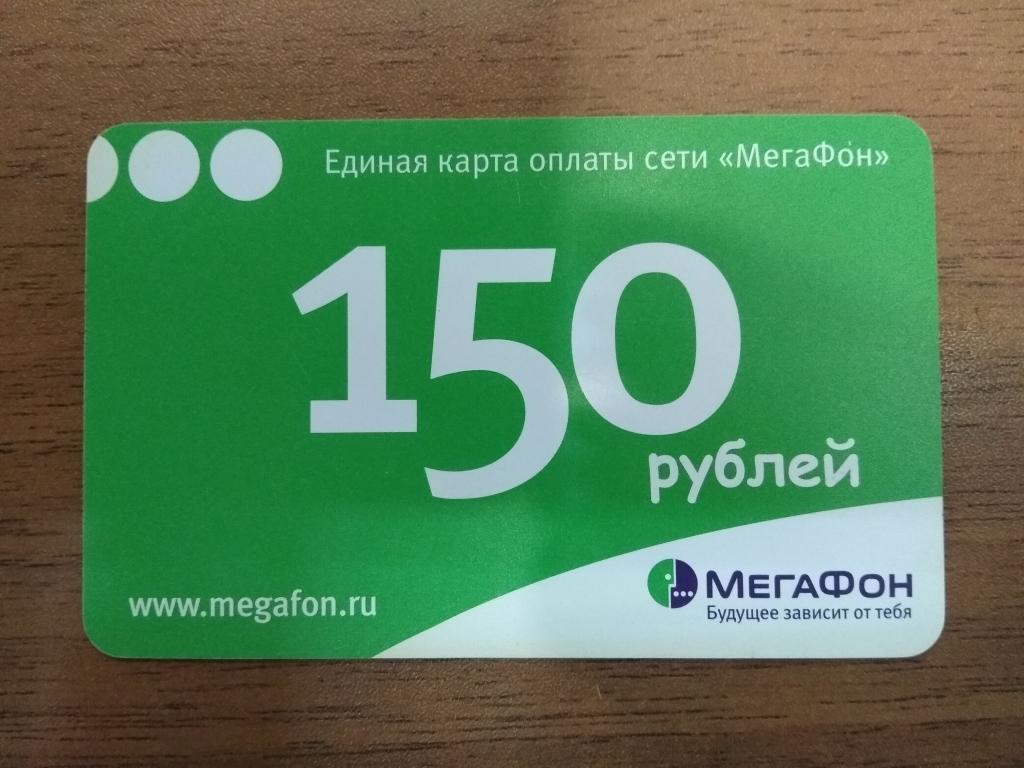 Единая карта оплаты сети «МегаФон»
150
рублей
МегаФон
Будущее зависит от тебя
www.megafon.ru